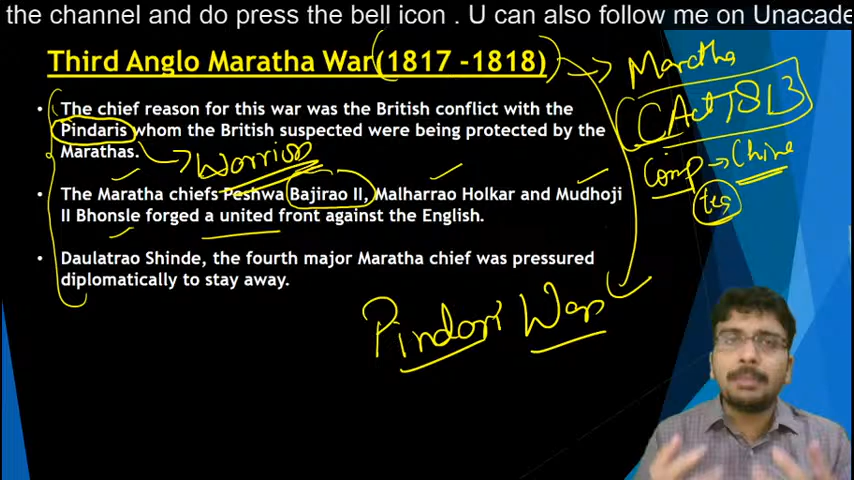 the channel and do press the bell icon . U can also follow me on Unacade
Third Anglo Maratha War(1817 -1818)
• The chief reason for this war was the British conflict with the
Pindaris whom the British suspected were being protected by the
Marathas.
• The Maratha chiefs Peshwa Bajirao II, Malharrao Holkar and Mudhoji
II Bhonsle forged a united front against the English.
• Daulatrao Shinde, the fourth major Maratha chief was pressured
diplomatically to stay away.
Maratha
CAct 1813
Comp → Chine
tea
→ Warriors
Pindari War